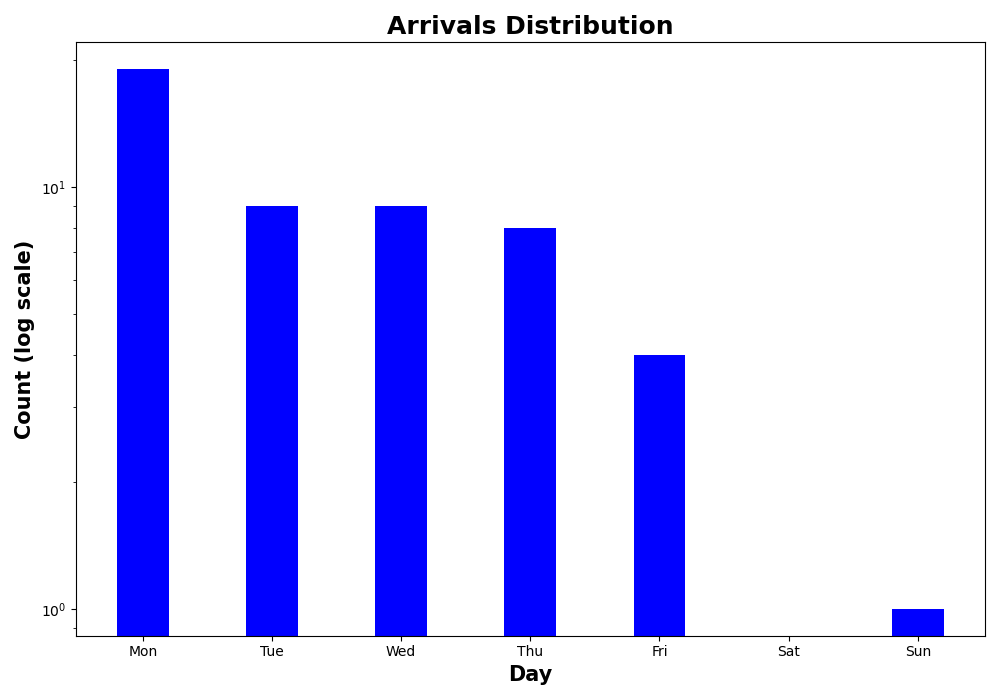 Arrivals Distribution
Count (log scale)
10¹
10⁰
Mon Tue Wed Thu Fri Sat Sun
Day